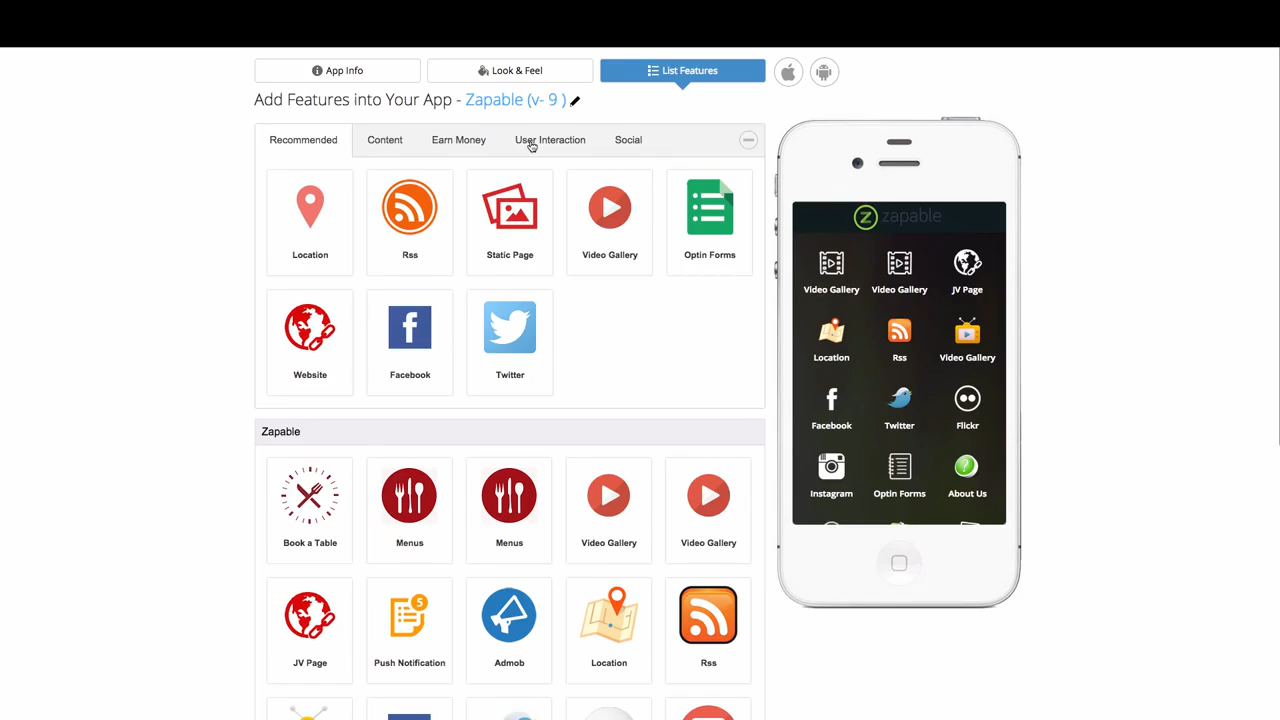 App Info
Look & Feel
List Features
Add Features into Your App - Zapable (v- 9 )
Recommended
Content
Earn Money
User Interaction
Social
Location
Rss
Static Page
Video Gallery
Optin Forms
Website
Facebook
Twitter
Zapable
Book a Table
Menus
Menus
Video Gallery
Video Gallery
JV Page
5
Push Notification
Admob
Location
Rss
Z zapable
Video Gallery
Video Gallery
JV Page
Location
Rss
Video Gallery
Facebook
Twitter
Flickr
Instagram
Optin Forms
About Us